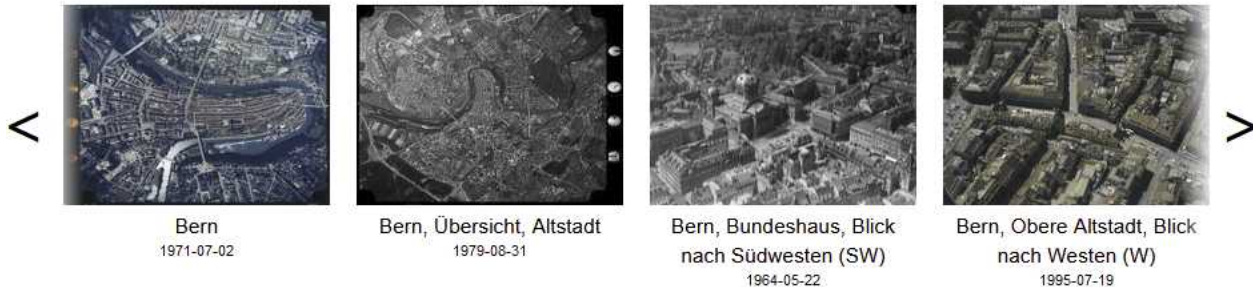 <
Bern
1971-07-02
Bern, Übersicht, Altstadt
1979-08-31
Bern, Bundeshaus, Blick
nach Südwesten (SW)
1964-05-22
Bern, Obere Altstadt, Blick
nach Westen (W)
1995-07-19
>